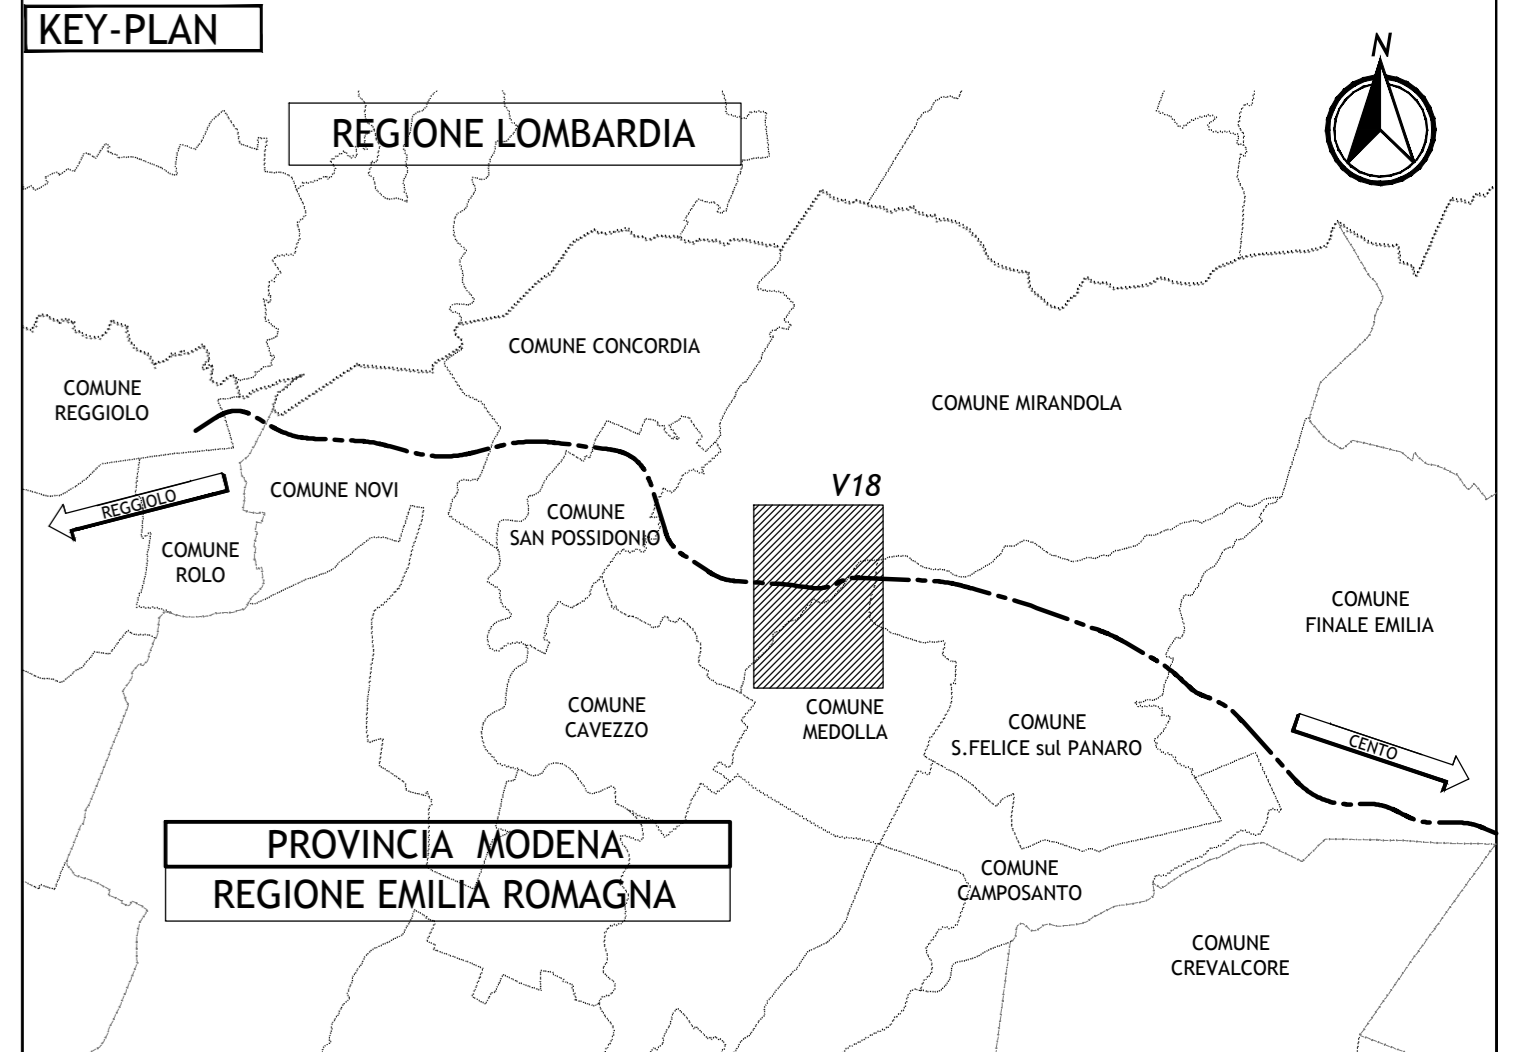 KEY-PLAN
N
REGIONE LOMBARDIA
COMUNE CONCORDIA
COMUNE
REGGIOLO
COMUNE MIRANDOLA
REGGIOLO
COMUNE NOVI
V18
COMUNE
SAN POSSIDONIO
COMUNE
ROLO
COMUNE
FINALE EMILIA
COMUNE
CAVEZZO
COMUNE
MEDOLLA
COMUNE
S.FELICE sul PANARO
CENTO
PROVINCIA MODENA
REGIONE EMILIA ROMAGNA
COMUNE
CAMPOSANTO
COMUNE
CREVALCORE